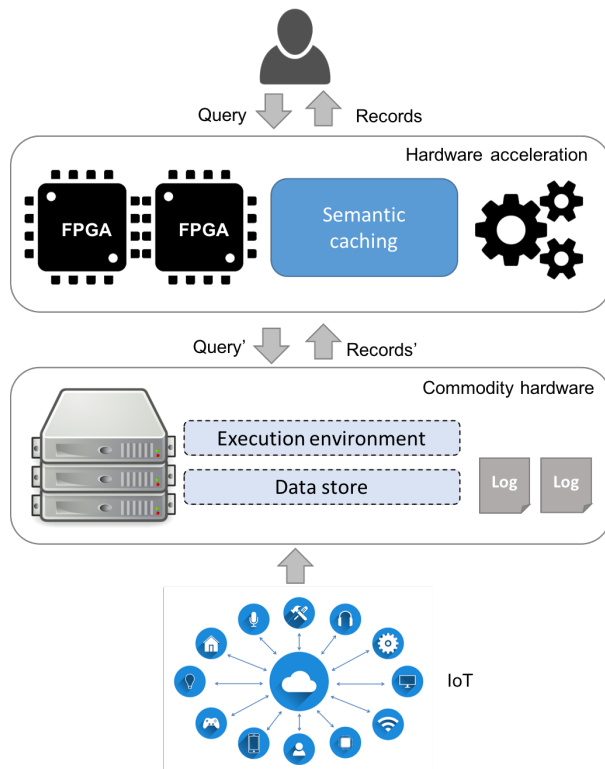 Query
Records
Hardware acceleration
FPGA
FPGA
Semantic
caching
Query’
Records’
Commodity hardware
Execution environment
Data store
Log
Log
IoT